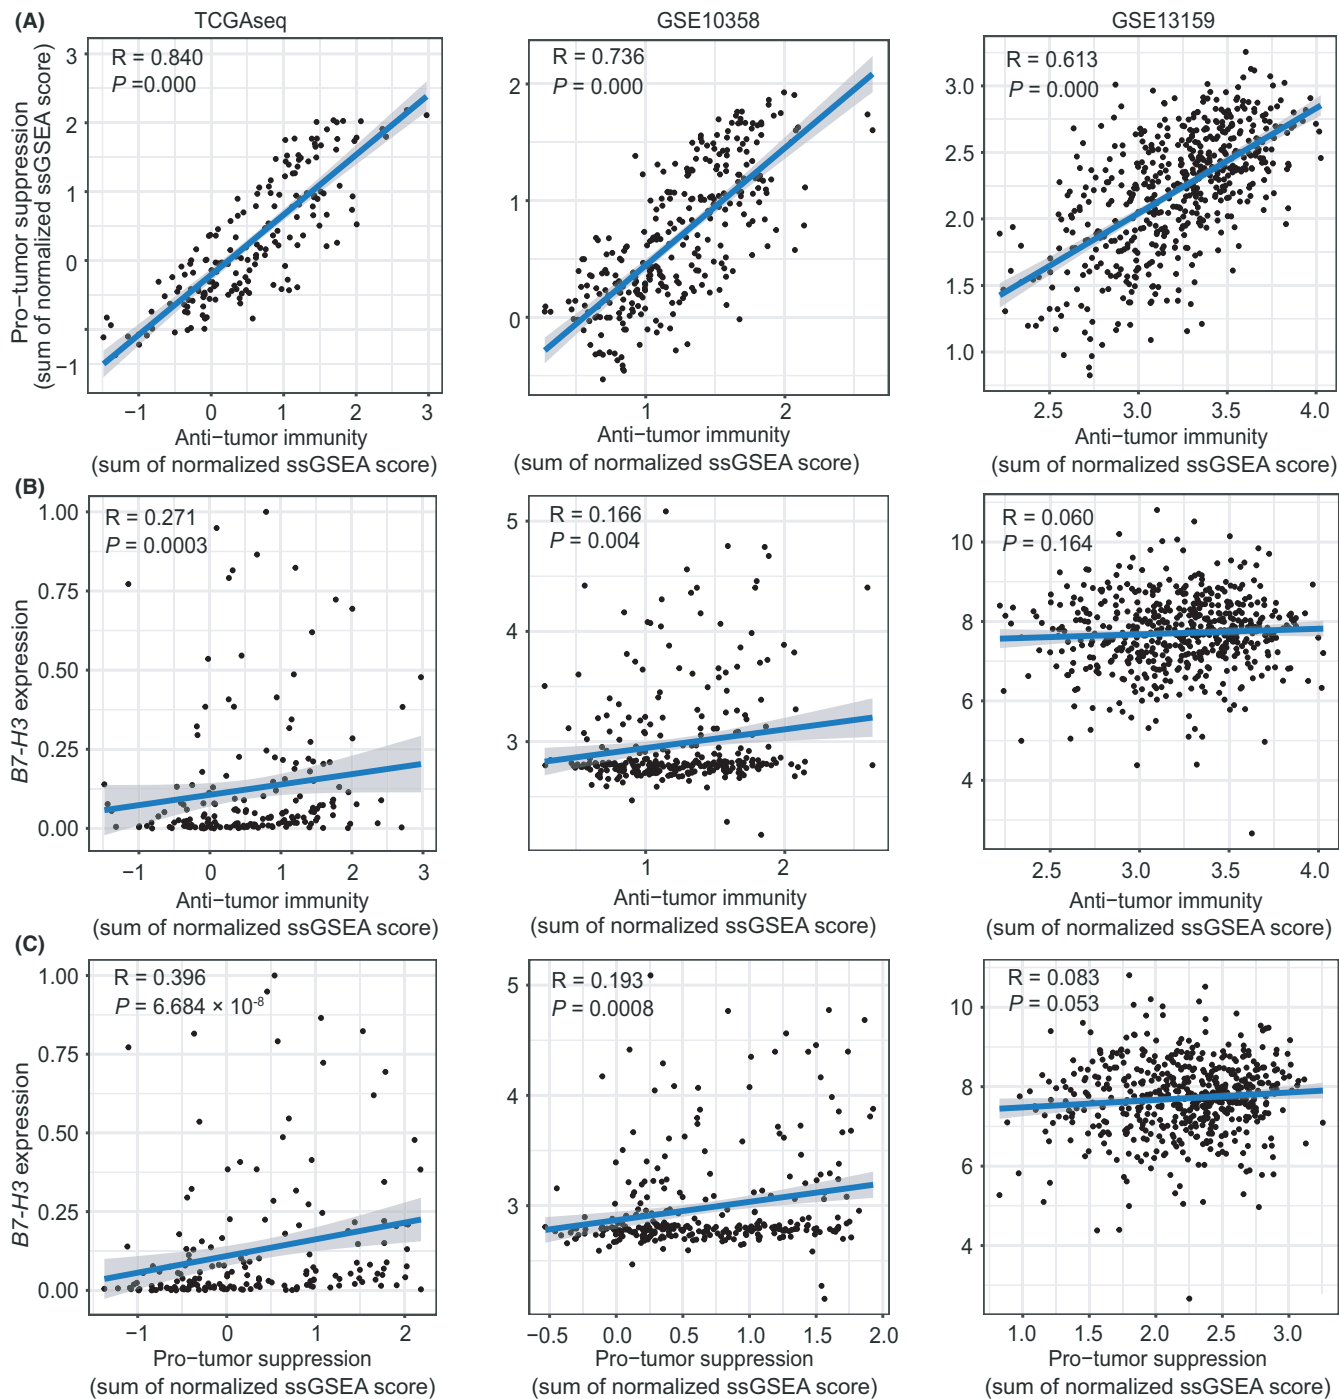 (A)
TCGAseq
GSE10358
GSE13159
Pro−tumor suppression
(sum of normalized ssGSEA score)
3
2
1
0
−1
R = 0.840
P =0.000
−1 0 1 2 3
Anti−tumor immunity
(sum of normalized ssGSEA score)
2
1
0
R = 0.736
P = 0.000
1 2
Anti−tumor immunity
(sum of normalized ssGSEA score)
3.0
2.5
2.0
1.5
1.0
R = 0.613
P = 0.000
2.5 3.0 3.5 4.0
Anti−tumor immunity
(sum of normalized ssGSEA score)
(B)
B7-H3 expression
1.00
0.75
0.50
0.25
0.00
R = 0.271
P = 0.0003
−1 0 1 2 3
Anti−tumor immunity
(sum of normalized ssGSEA score)
5
4
3
R = 0.166
P = 0.004
1 2
Anti−tumor immunity
(sum of normalized ssGSEA score)
10
8
6
4
R = 0.060
P = 0.164
2.5 3.0 3.5 4.0
Anti−tumor immunity
(sum of normalized ssGSEA score)
(C)
B7-H3 expression
1.00
0.75
0.50
0.25
0.00
R = 0.396
P = 6.684 × 10⁻⁸
−1 0 1 2
Pro−tumor suppression
(sum of normalized ssGSEA score)
5
4
3
R = 0.193
P = 0.0008
−0.5 0.0 0.5 1.0 1.5 2.0
Pro−tumor suppression
(sum of normalized ssGSEA score)
10
8
6
4
R = 0.083
P = 0.053
1.0 1.5 2.0 2.5 3.0
Pro−tumor suppression
(sum of normalized ssGSEA score)